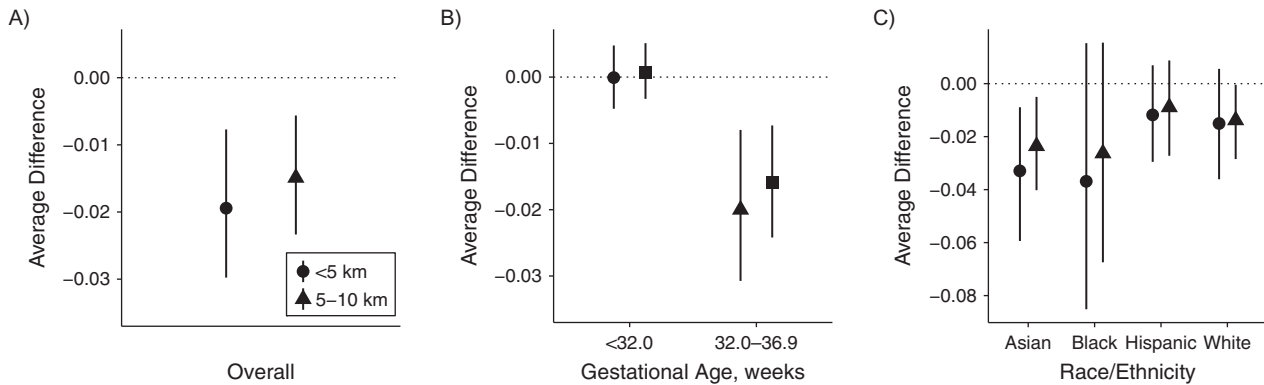 A)
Average Difference
0.00
−0.01
−0.02
−0.03
<5 km
5–10 km
Overall
B)
Average Difference
0.00
−0.01
−0.02
−0.03
<32.0
32.0–36.9
Gestational Age, weeks
C)
Average Difference
0.00
−0.02
−0.04
−0.06
−0.08
Asian Black Hispanic White
Race/Ethnicity